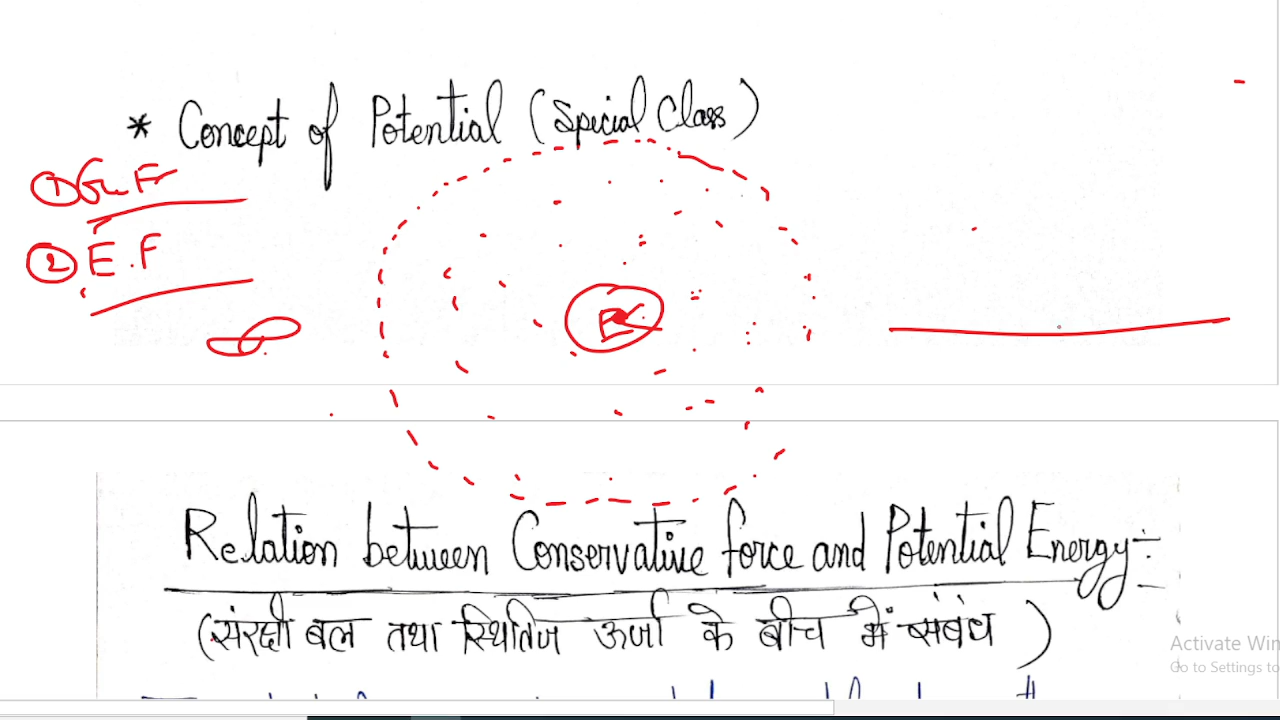 * Concept of Potential (Special Class)
① Gr. F
② E.F
E
Relation between Conservative force and Potential Energy÷
(संरक्षी बल तथा स्थितिज ऊर्जा के बीच में संबंध)
Activate Win
Go to Settings to